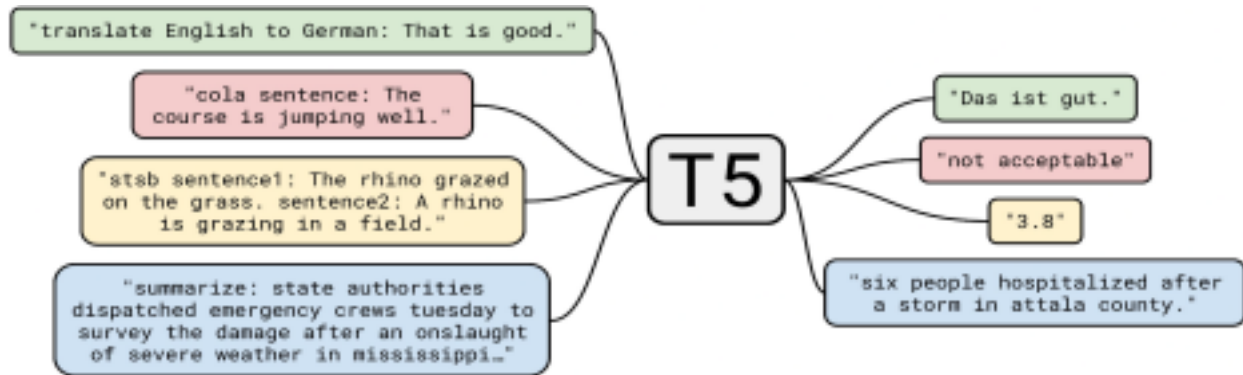 "translate English to German: That is good."
"cola sentence: The
course is jumping well."
"stsb sentence1: The rhino grazed
on the grass. sentence2: A rhino
is grazing in a field."
"summarize: state authorities
dispatched emergency crews tuesday to
survey the damage after an onslaught
of severe weather in mississippi…"
T5
"Das ist gut."
"not acceptable"
"3.8"
"six people hospitalized after
a storm in attala county."